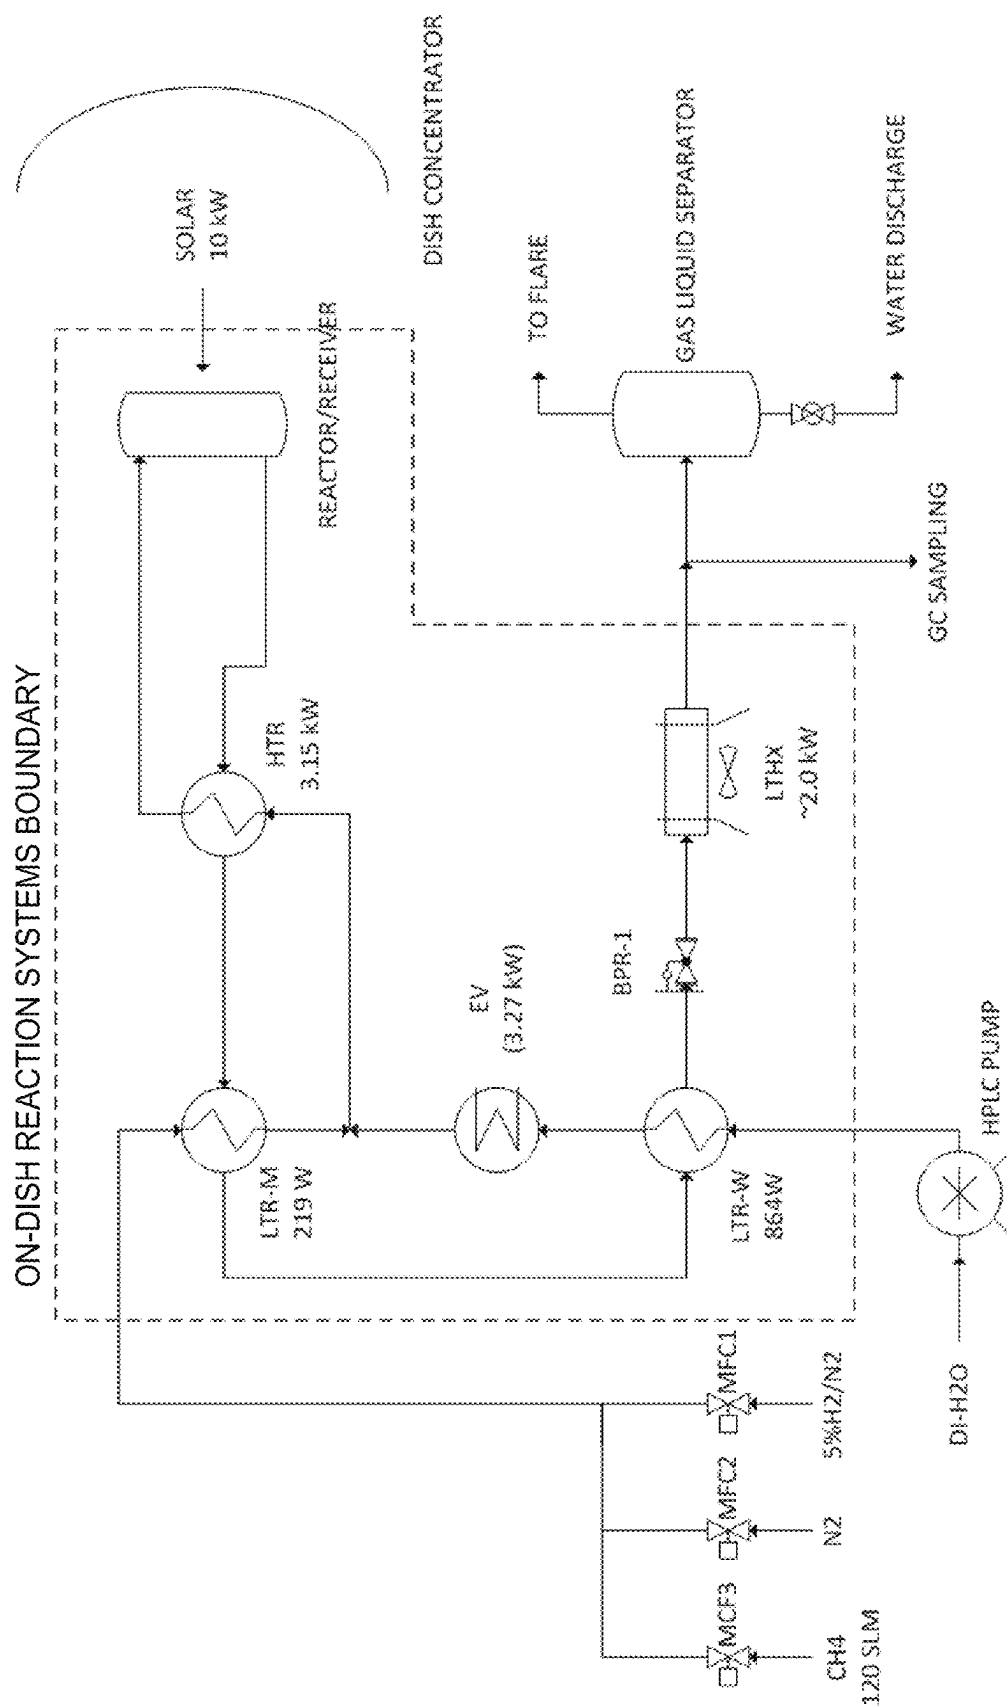 ON-DISH REACTION SYSTEMS BOUNDARY
SOLAR
10 kW
DISH CONCENTRATOR
REACTOR/RECEIVER
HTR
3.15 kW
LTR-M
219 W
EV
(3.27 kW)
LTR-W
864W
BPR-1
LTHX
~2.0 kW
TO FLARE
GAS LIQUID SEPARATOR
WATER DISCHARGE
GC SAMPLING
HPLC PUMP
DI-H2O
MFC1
5%H2/N2
MFC2
N2
MCF3
CH4
120 SLM